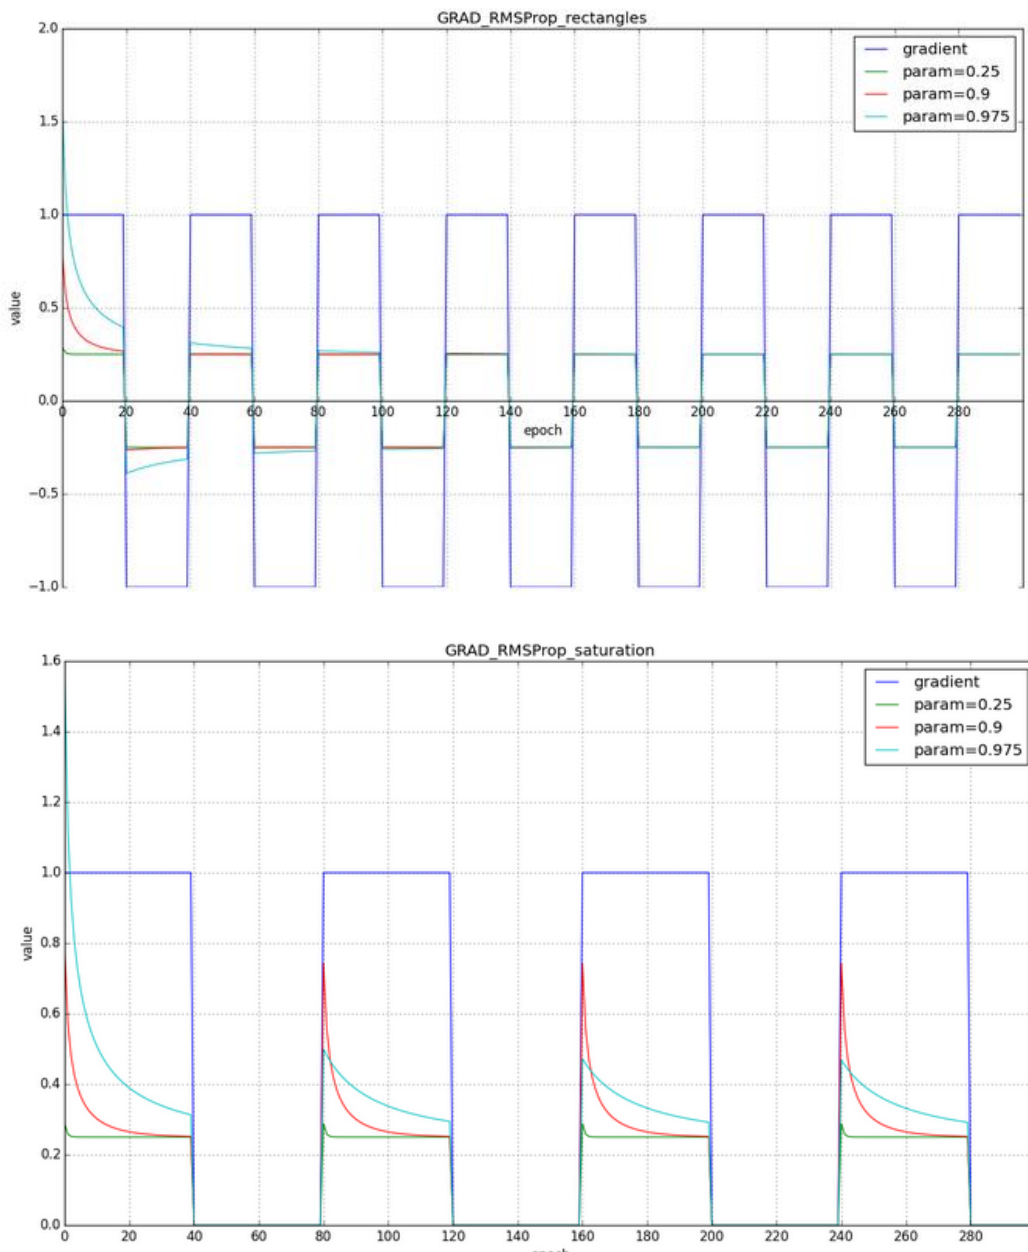 GRAD_RMSProp_rectangles
2.0
1.5
1.0
0.5
0.0
−0.5
−1.0
value
gradient
param=0.25
param=0.9
param=0.975
0 20 40 60 80 100 120 140 160 180 200 220 240 260 280
epoch
GRAD_RMSProp_saturation
1.6
1.4
1.2
1.0
0.8
0.6
0.4
0.2
0.0
value
gradient
param=0.25
param=0.9
param=0.975
0 20 40 60 80 100 120 140 160 180 200 220 240 260 280
epoch